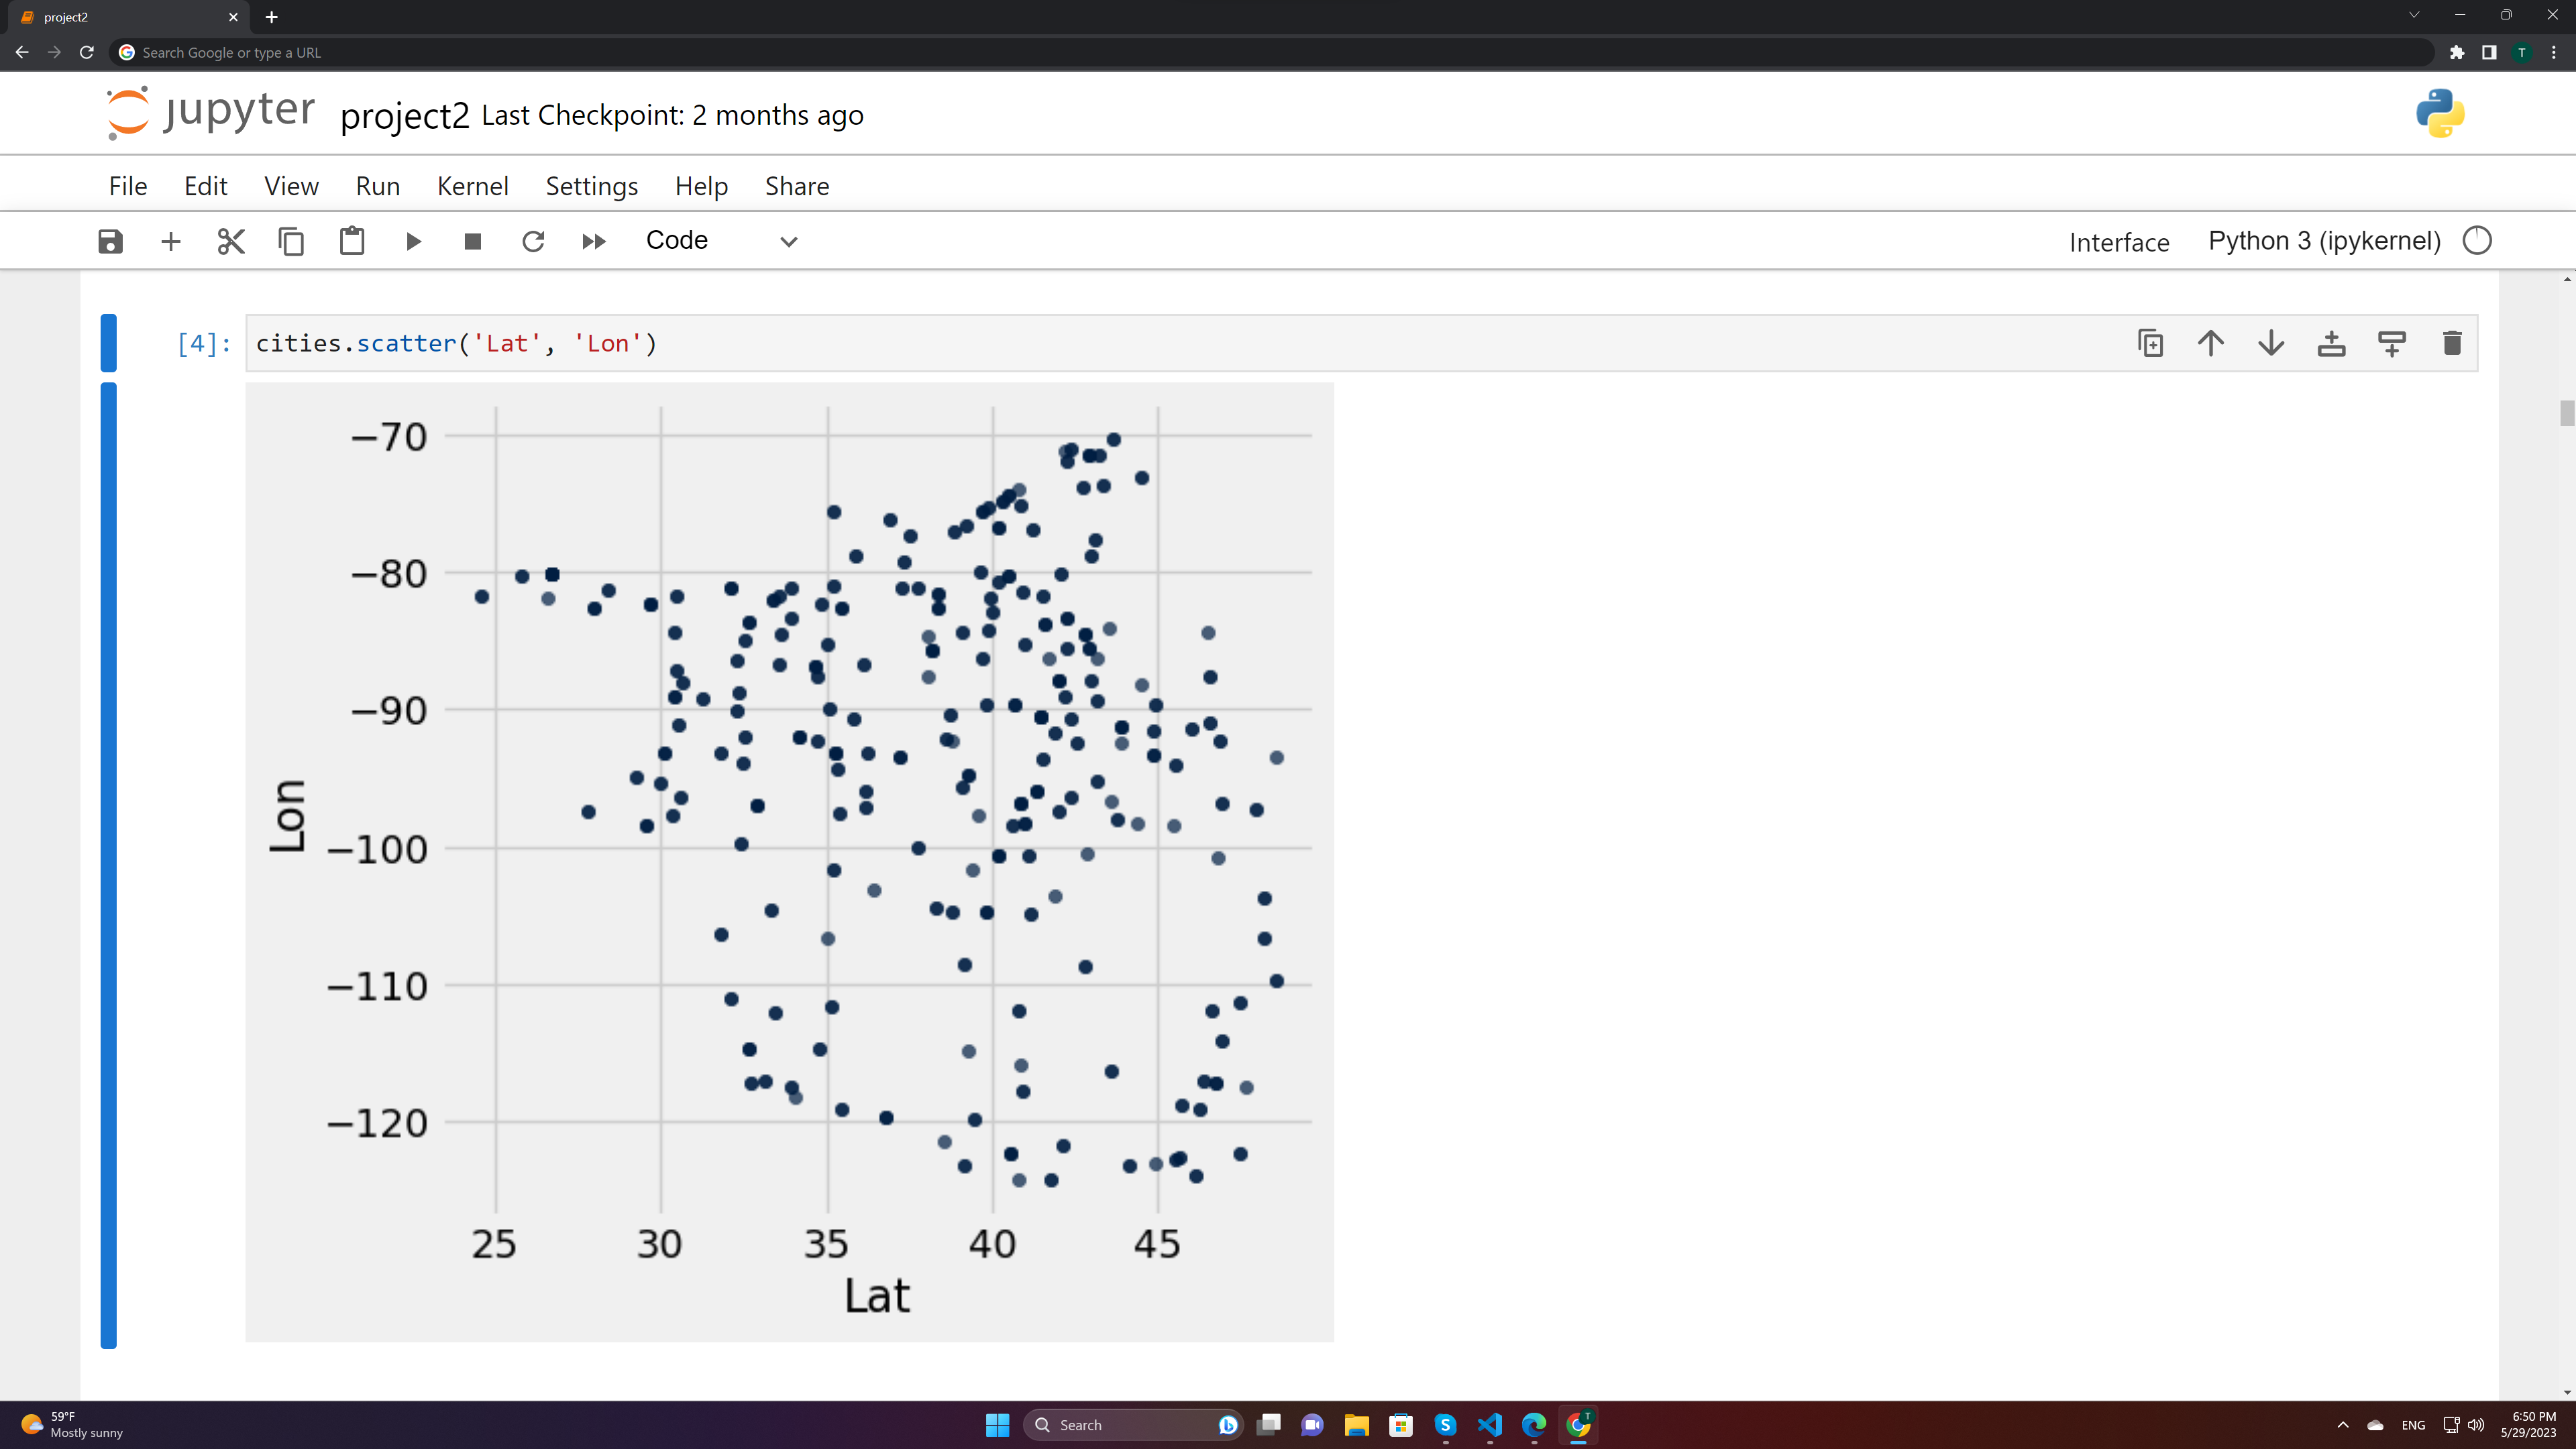 project2
Search Google or type a URL
T
jupyter project2 Last Checkpoint: 2 months ago
File Edit View Run Kernel Settings Help Share
Code Interface Python 3 (ipykernel)
[4]: cities.scatter('Lat', 'Lon')
−70
−80
−90
Lon
−100
−110
−120
25 30 35 40 45
Lat
59°F
Mostly sunny
Search
ENG
6:50 PM
5/29/2023